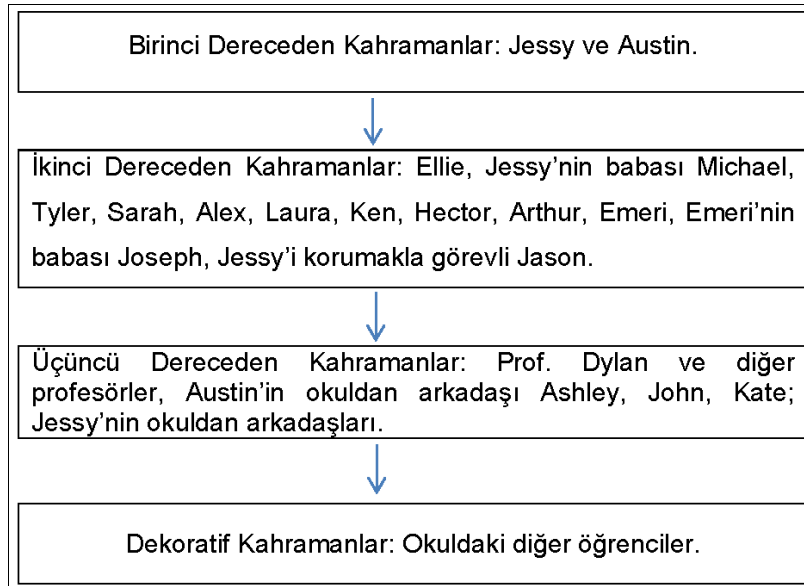 Birinci Dereceden Kahramanlar: Jessy ve Austin.
İkinci Dereceden Kahramanlar: Ellie, Jessy’nin babası Michael,
Tyler, Sarah, Alex, Laura, Ken, Hector, Arthur, Emeri, Emeri’nin
babası Joseph, Jessy’i korumakla görevli Jason.
Üçüncü Dereceden Kahramanlar: Prof. Dylan ve diğer
profesörler, Austin’in okuldan arkadaşı Ashley, John, Kate;
Jessy’nin okuldan arkadaşları.
Dekoratif Kahramanlar: Okuldaki diğer öğrenciler.